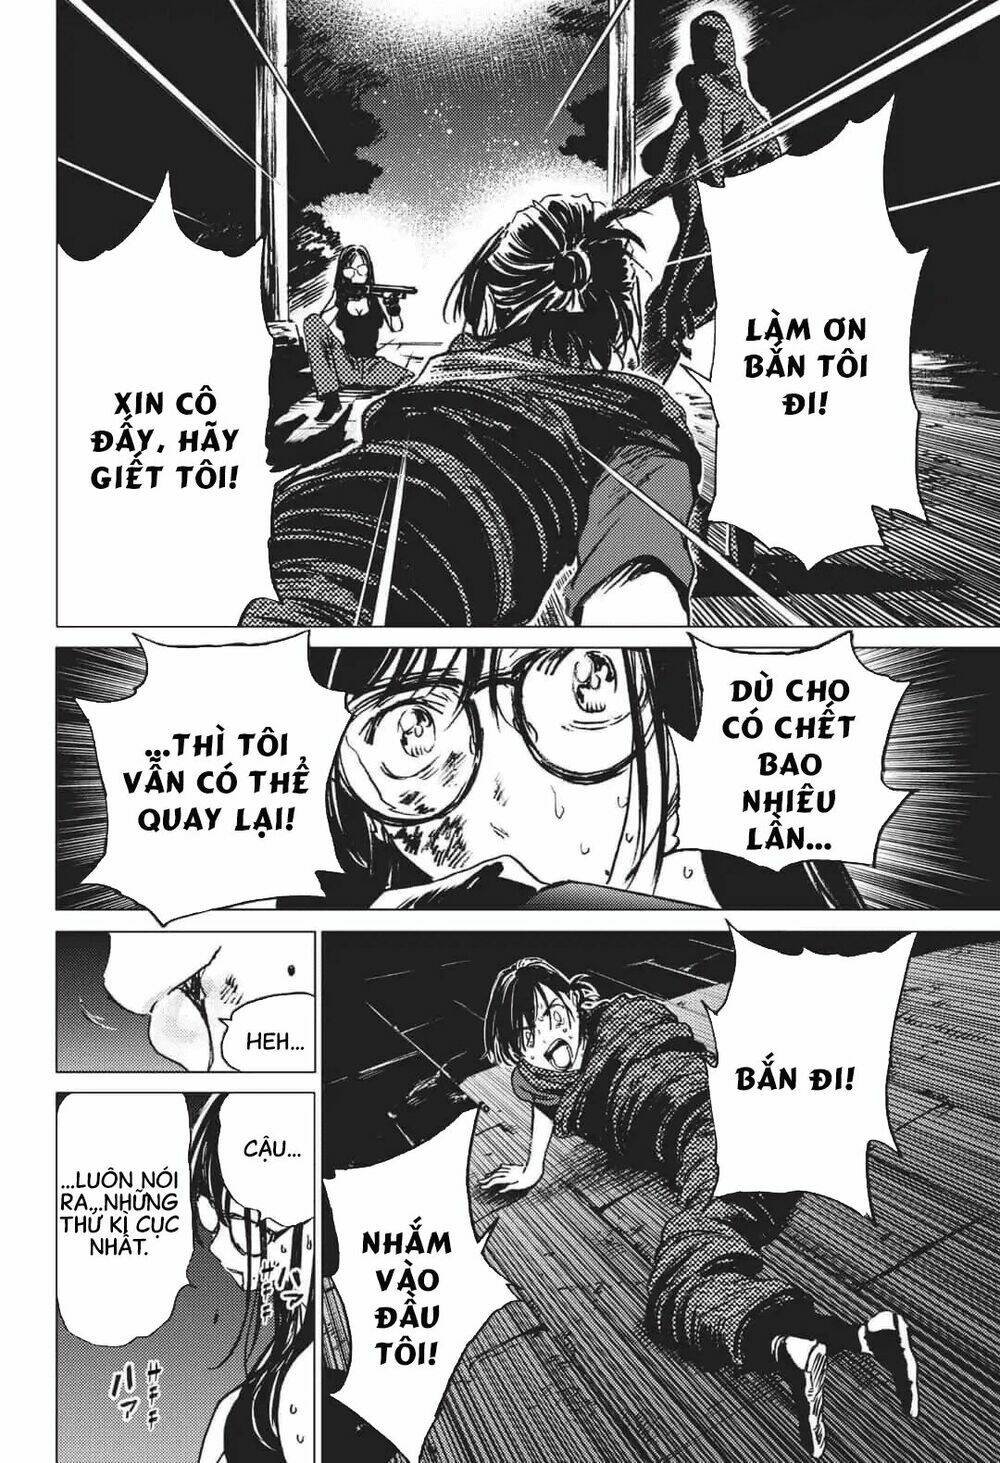 LÀM ƠN
BẮN TÔI
ĐI!
XIN CÔ
ĐẤY, HÃY
GIẾT TÔI!
DÙ CHO
CÓ CHẾT
BAO
NHIÊU
LẦN...
...THÌ TÔI
VẪN CÓ THỂ
QUAY LẠI!
BẮN ĐI!
NHẮM
VÀO
ĐẦU
TÔI!
HEH...
CẬU...
...LUÔN NÓI
RA...NHỮNG
THỨ KÌ CỤC
NHẤT.